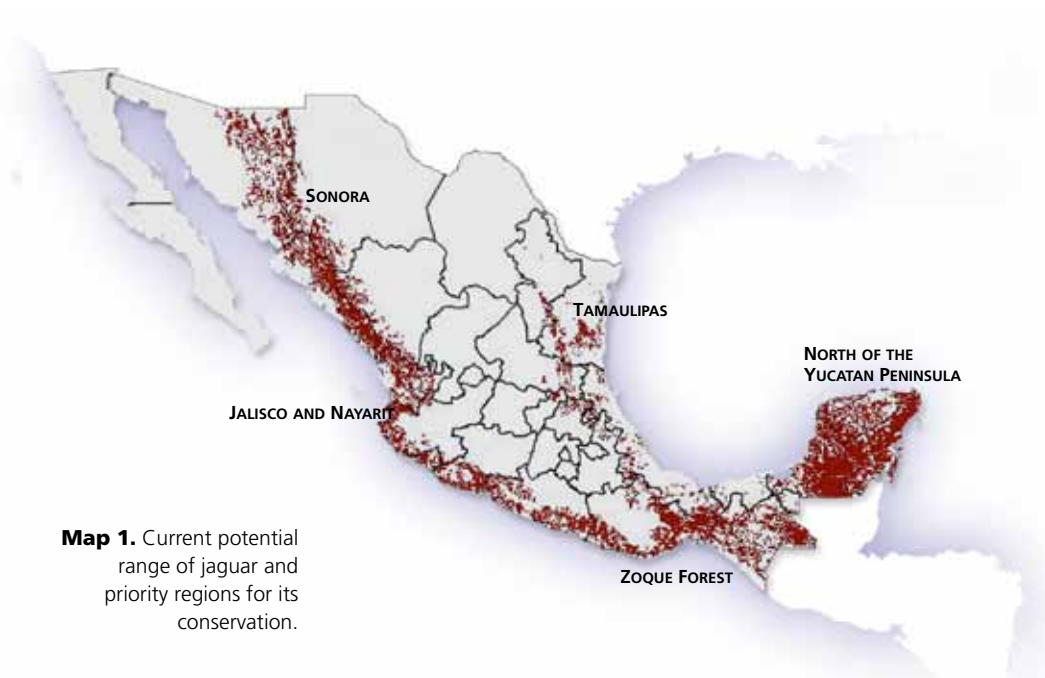 SONORA
TAMAULIPAS
NORTH OF THE
YUCATAN PENINSULA
JALISCO AND NAYARIT
Map 1. Current potential
range of jaguar and
priority regions for its
conservation.
ZOQUE FOREST